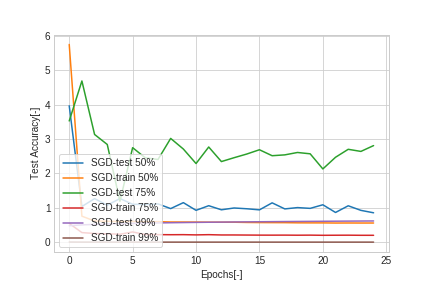 6
5
4
3
2
1
0
Test Accuracy[-]
SGD-test 50%
SGD-train 50%
SGD-test 75%
SGD-train 75%
SGD-test 99%
SGD-train 99%
0 5 10 15 20 25
Epochs[-]